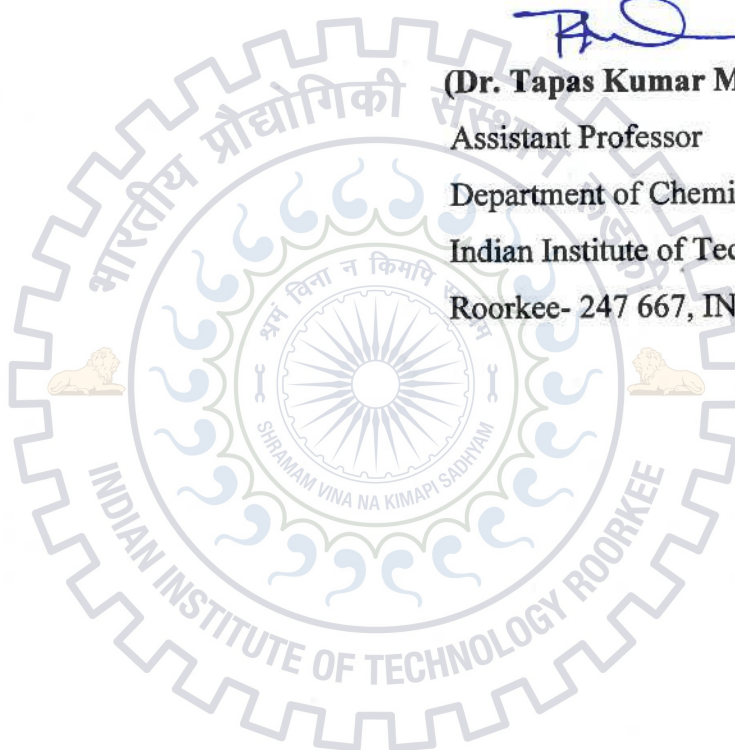 (Dr. Tapas Kumar M
Assistant Professor
Department of Chemi
Indian Institute of Tec
Roorkee- 247 667, IN
भारतीय प्रौद्योगिकी संस्थान रुड़की
श्रमं विना न किमपि साध्यम्
SHRAMAM VINA NA KIMAPI SADHYAM
INDIAN INSTITUTE OF TECHNOLOGY ROORKEE